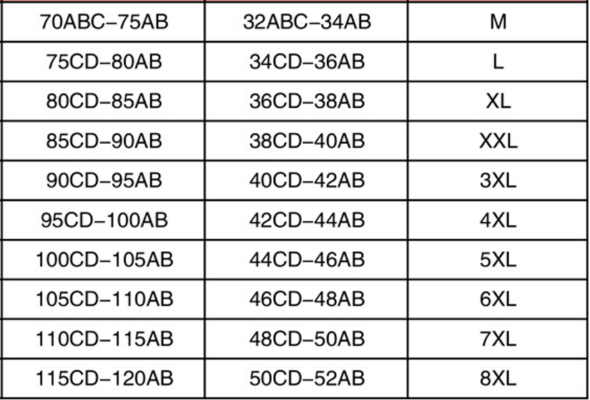 70ABC–75AB 32ABC–34AB M
75CD–80AB 34CD–36AB L
80CD–85AB 36CD–38AB XL
85CD–90AB 38CD–40AB XXL
90CD–95AB 40CD–42AB 3XL
95CD–100AB 42CD–44AB 4XL
100CD–105AB 44CD–46AB 5XL
105CD–110AB 46CD–48AB 6XL
110CD–115AB 48CD–50AB 7XL
115CD–120AB 50CD–52AB 8XL